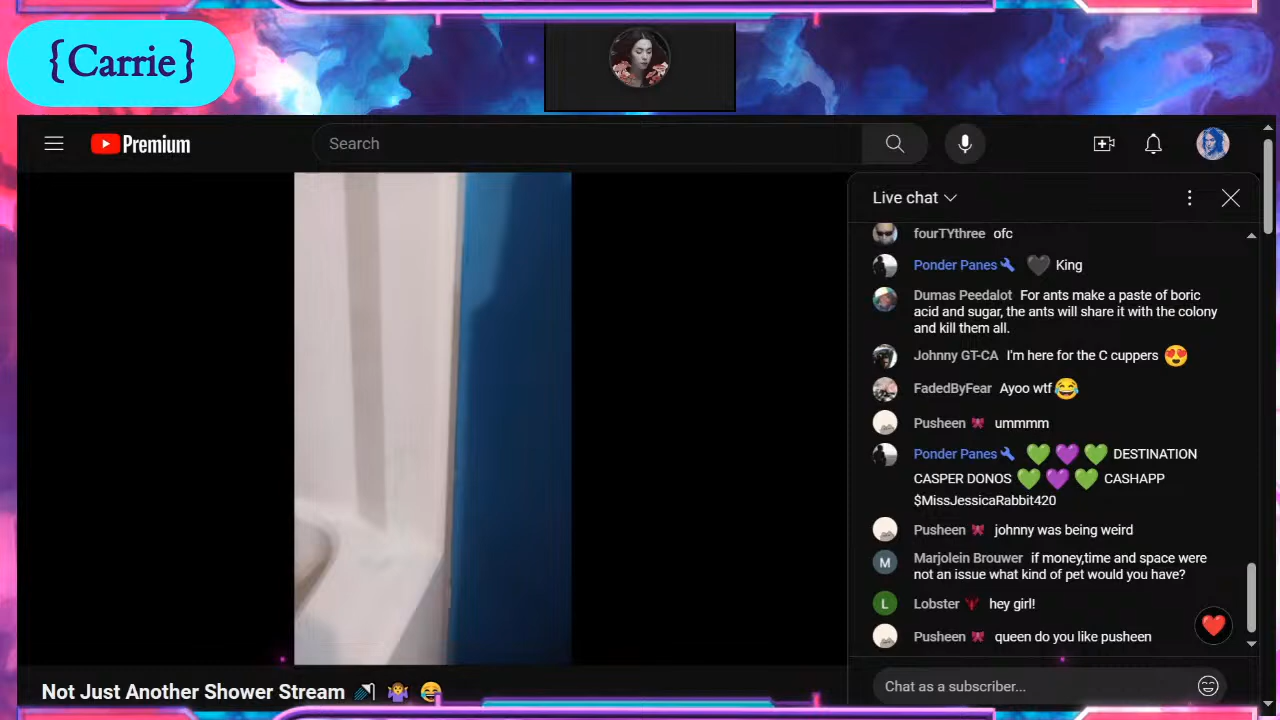 {Carrie}
Premium
Search
Live chat
fourTYthree ofc
Ponder Panes 🖤 King
Dumas Peedalot For ants make a paste of boric
acid and sugar, the ants will share it with the colony
and kill them all.
Johnny GT-CA I'm here for the C cuppers 😍
FadedByFear Ayoo wtf😂
Pusheen 🎀 ummmm
Ponder Panes 💚 💜 💚 DESTINATION
CASPER DONOS 💚 💜 💚 CASHAPP
$MissJessicaRabbit420
Pusheen 🎀 johnny was being weird
M Marjolein Brouwer if money,time and space were
not an issue what kind of pet would you have?
L Lobster 🦞 hey girl!
Pusheen 🎀 queen do you like pusheen
Chat as a subscriber...
Not Just Another Shower Stream 🚿 🤷‍♀️ 😂